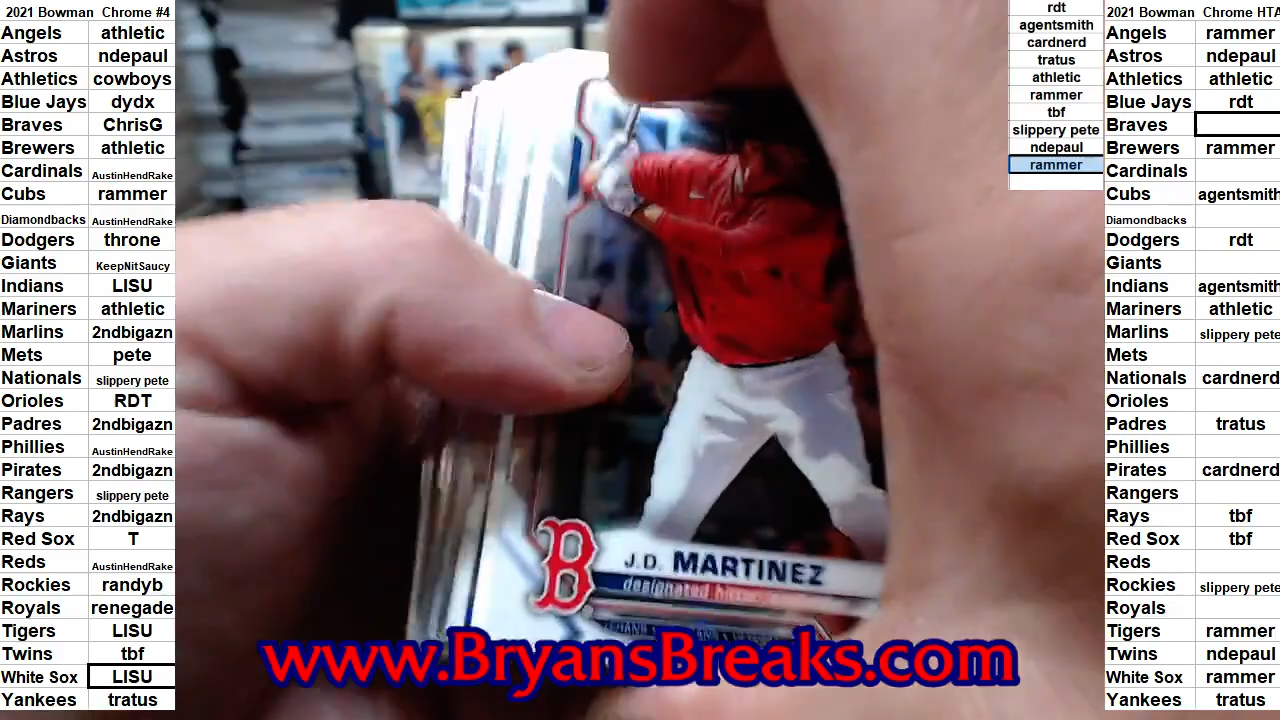 2021 Bowman Chrome #4
Angels athletic
Astros ndepaul
Athletics cowboys
Blue Jays dydx
Braves ChrisG
Brewers athletic
Cardinals AustinHendRake
Cubs rammer
Diamondbacks AustinHendRake
Dodgers throne
Giants KeepNitSaucy
Indians LISU
Mariners athletic
Marlins 2ndbigazn
Mets pete
Nationals slippery pete
Orioles RDT
Padres 2ndbigazn
Phillies AustinHendRake
Pirates 2ndbigazn
Rangers slippery pete
Rays 2ndbigazn
Red Sox T
Reds AustinHendRake
Rockies randyb
Royals renegade
Tigers LISU
Twins tbf
White Sox LISU
Yankees tratus
B
J.D. MARTINEZ
designated
www.BryansBreaks.com
rdt
agentsmith
cardnerd
tratus
athletic
rammer
tbf
slippery pete
ndepaul
rammer
2021 Bowman Chrome HTA
Angels rammer
Astros ndepaul
Athletics athletic
Blue Jays rdt
Braves
Brewers rammer
Cardinals
Cubs agentsmith
Diamondbacks
Dodgers rdt
Giants
Indians agentsmith
Mariners athletic
Marlins slippery pete
Mets
Nationals cardnerd
Orioles
Padres tratus
Phillies
Pirates cardnerd
Rangers
Rays tbf
Red Sox tbf
Reds
Rockies slippery pete
Royals
Tigers rammer
Twins ndepaul
White Sox rammer
Yankees tratus